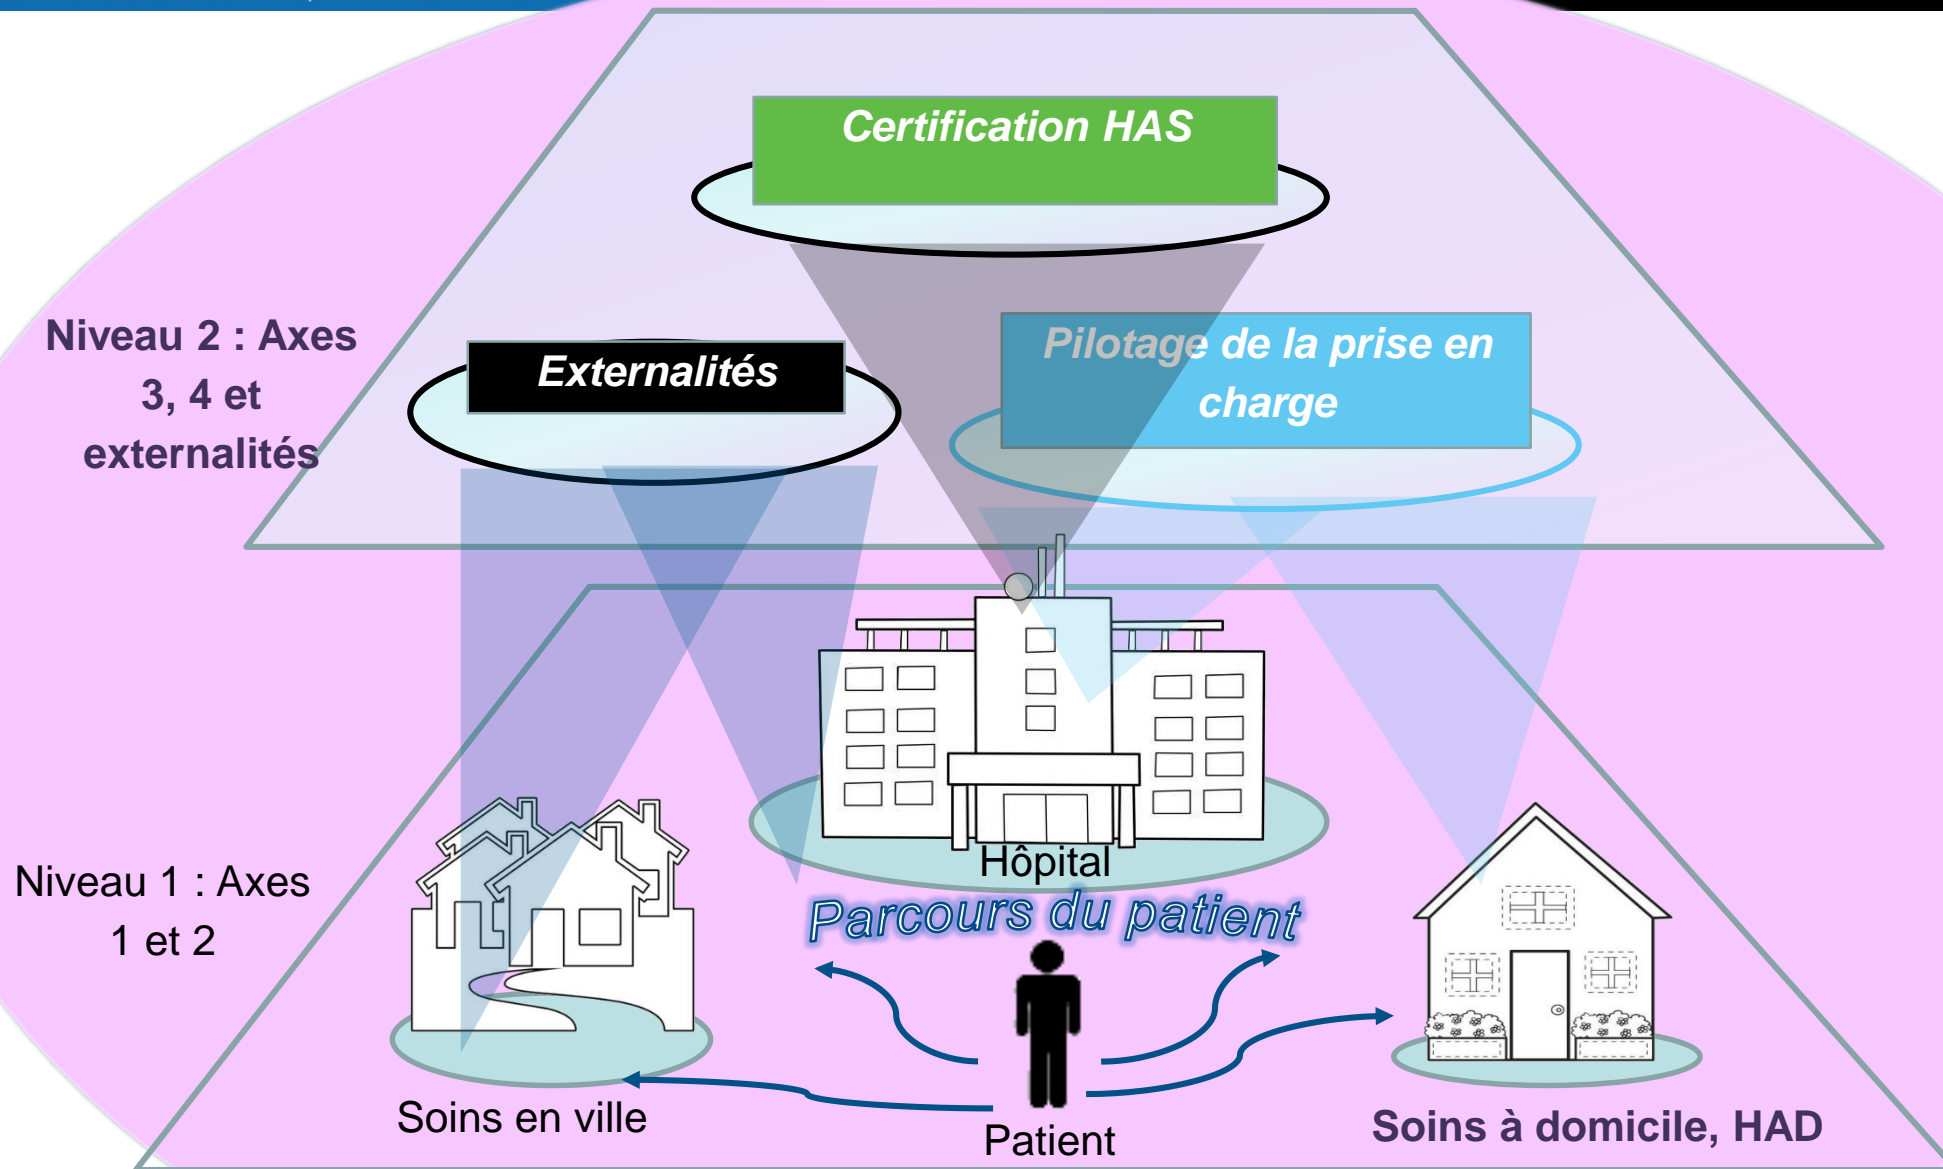 Certification HAS
Niveau 2 : Axes
3, 4 et
externalités
Externalités
Pilotage de la prise en
charge
Hôpital
Parcours du patient
Niveau 1 : Axes
1 et 2
Soins en ville
Patient
Soins à domicile, HAD